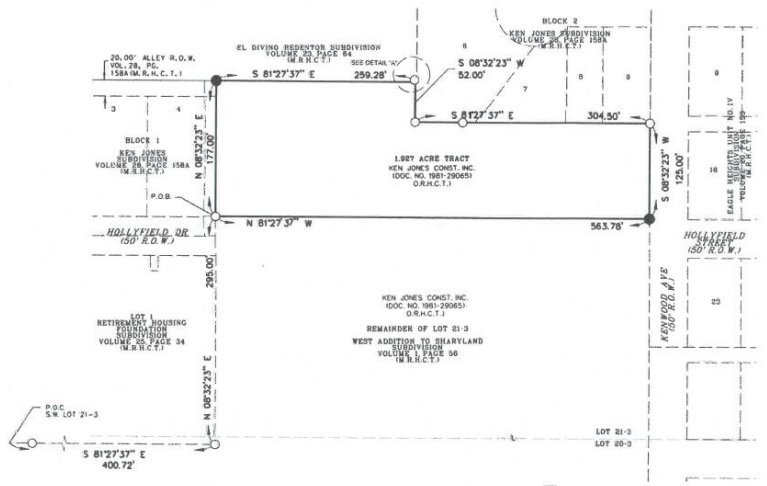 BLOCK 2
KEN JONES SUBDIVISION
VOLUME 28, PAGE 158A
(M.R.H.C.T.)
20.00' ALLEY R.O.W.
VOL. 28, PG.
158A (M.R.H.C.T.)
EL DIVINO REDENTOR SUBDIVISION
VOLUME 23, PAGE 64
(M.R.H.C.T.)
SEE DETAIL "A"
S 81°27'37" E
259.28'
S 08°32'23" W
52.00'
6
7
8
9
9
S 81°27'37" E
304.50'
3
4
BLOCK 1
KEN JONES
SUBDIVISION
VOLUME 28, PAGE 158A
(M.R.H.C.T.)
N 08°32'23" E
177.00'
1.927 ACRE TRACT
KEN JONES CONST. INC.
(DOC. NO. 1981-29065)
O.R.H.C.T.)
S 08°32'23" W
125.00'
16
EAGLE HEIGHTS UNIT NO. IV
SUBDIVISION
(M.R.H.C.T.)
P.O.B.
N 81°27'37" W
563.78'
HOLLYFIELD DR
(50' R.O.W.)
HOLLYFIELD
STREET
(50' R.O.W.)
295.00'
N 08°32'23" E
KENWOOD AVE
(50' R.O.W.)
23
LOT 1
RETIREMENT HOUSING
FOUNDATION
SUBDIVISION
VOLUME 25, PAGE 34
(M.R.H.C.T.)
KEN JONES CONST. INC.
(DOC. NO. 1981-29065)
O.R.H.C.T.)
REMAINDER OF LOT 21-3
WEST ADDITION TO SHARYLAND
SUBDIVISION
VOLUME 1, PAGE 56
(M.R.H.C.T.)
P.O.C.
S.W. LOT 21-3
S 81°27'37" E
400.72'
LOT 21-3
LOT 20-3